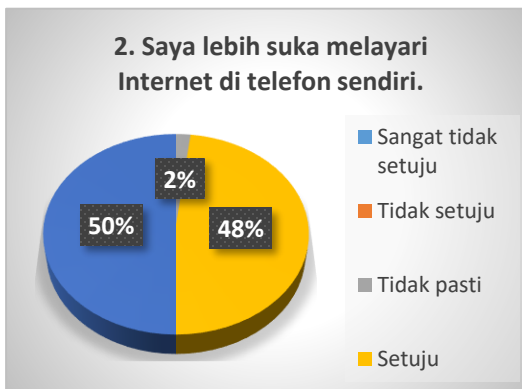 2. Saya lebih suka melayari
Internet di telefon sendiri.
2%
50%
48%
Sangat tidak
setuju
Tidak setuju
Tidak pasti
Setuju